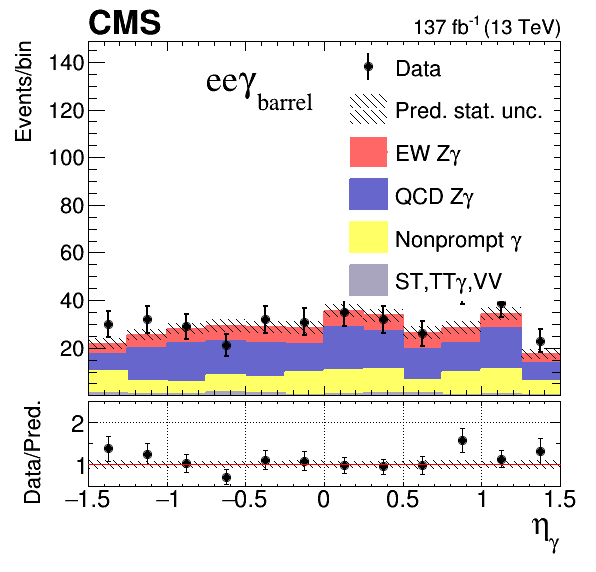 CMS 137 fb⁻¹ (13 TeV)
Events/bin
eeγ_barrel
Data
Pred. stat. unc.
EW Zγ
QCD Zγ
Nonprompt γ
ST,TTγ,VV
140
120
100
80
60
40
20
Data/Pred.
2
1
−1.5 −1 −0.5 0 0.5 1 1.5
η_γ